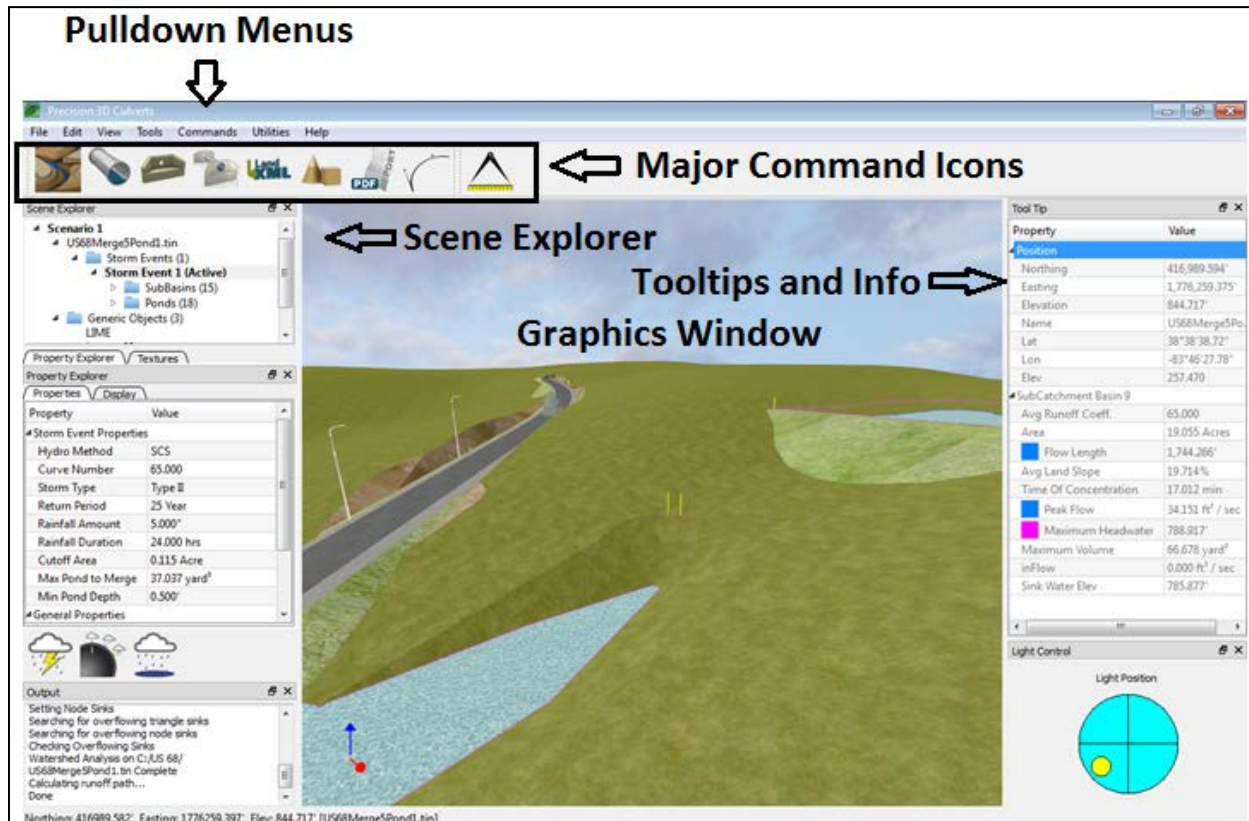 Pulldown Menus
Precision 3D Culverts
File Edit View Tools Commands Utilities Help
Land XML PDF REPORT
Major Command Icons
Scene Explorer
Scenario 1
US68Merge5Pond1.tin
Storm Events (1)
Storm Event 1 (Active)
SubBasins (15)
Ponds (18)
Generic Objects (3)
LIME
Property Explorer Textures
Property Explorer
Properties Display
Property Value
Storm Event Properties
Hydro Method SCS
Curve Number 65.000
Storm Type Type II
Return Period 25 Year
Rainfall Amount 5.000"
Rainfall Duration 24.000 hrs
Cutoff Area 0.115 Acre
Max Pond to Merge 37.037 yard³
Min Pond Depth 0.500'
General Properties
Output
Setting Node Sinks
Searching for overflowing triangle sinks
Searching for overflowing node sinks
Checking Overflowing Sinks
Watershed Analysis on C:/US 68/
US68Merge5Pond1.tin Complete
Calculating runoff path...
Done
Scene Explorer
Tooltips and Info
Graphics Window
Tool Tip
Property Value
Position
Northing 416,989.594'
Easting 1,776,259.375'
Elevation 844.717'
Name US68Merge5Po...
Lat 38°38'38.72"
Lon -83°46'27.78"
Elev 257.470
SubCatchment Basin 9
Avg Runoff Coeff. 65.000
Area 19.055 Acres
Flow Length 1,744.266'
Avg Land Slope 19.714%
Time Of Concentration 17.012 min
Peak Flow 34.151 ft³ / sec
Maximum Headwater 788.917'
Maximum Volume 66.678 yard³
inFlow 0.000 ft³ / sec
Sink Water Elev 785.877'
Light Control
Light Position
Northing: 416989.582', Easting: 1776259.397', Elev: 844.717' [US68Merge5Pond1.tin]